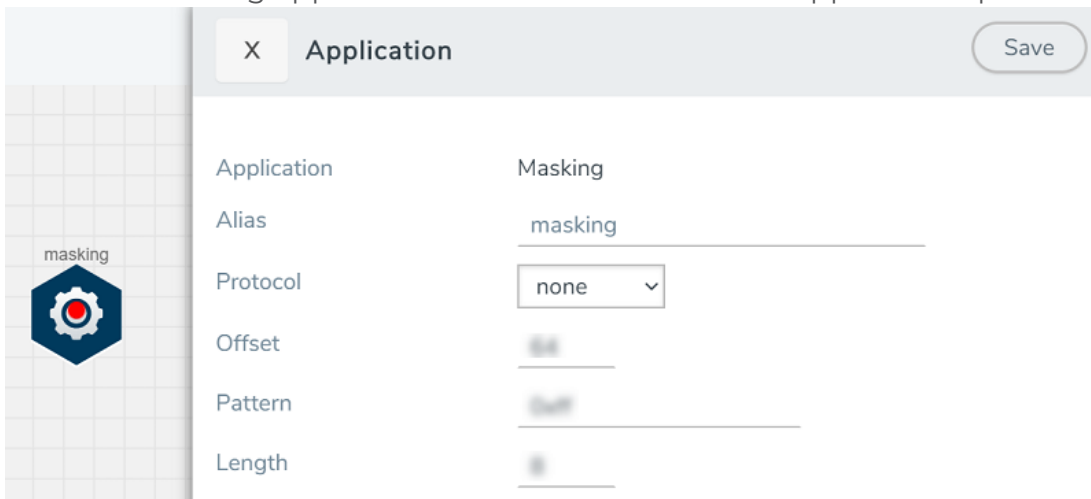 X Application Save
Application Masking
Alias masking
masking
Protocol none
Offset
Pattern
Length